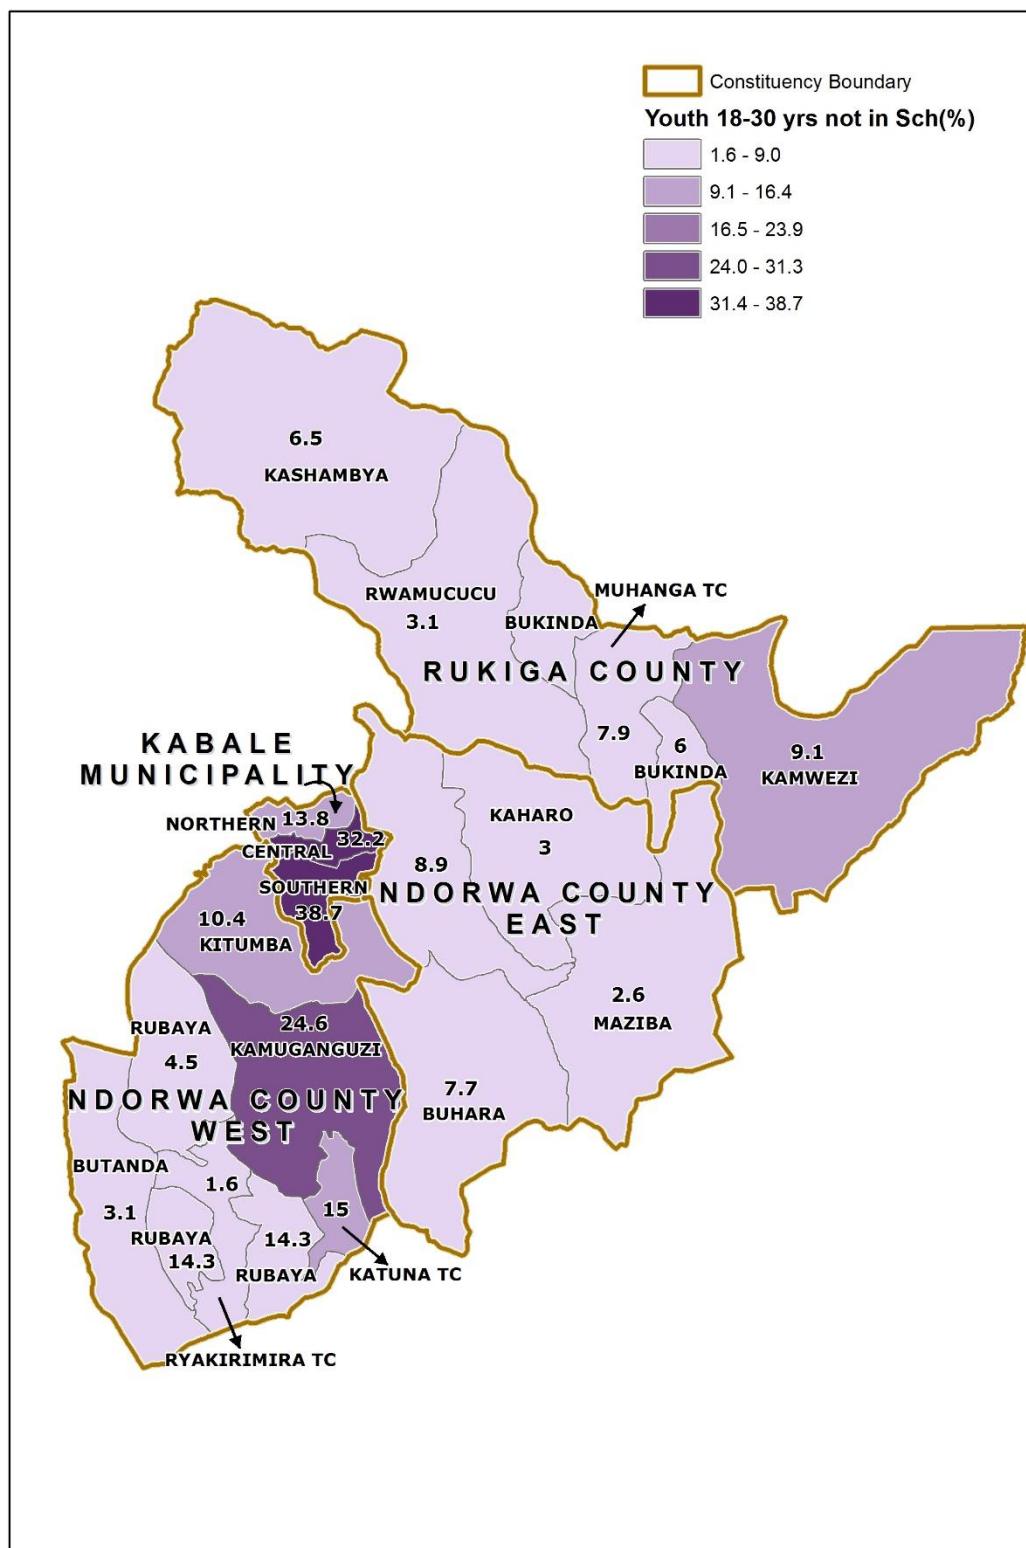 Constituency Boundary
Youth 18-30 yrs not in Sch(%)
1.6 - 9.0
9.1 - 16.4
16.5 - 23.9
24.0 - 31.3
31.4 - 38.7
6.5
KASHAMBYA
RWAMUCUCU
3.1
BUKINDA
MUHANGA TC
RUKIGA COUNTY
7.9
6
BUKINDA
9.1
KAMWEZI
KABALE
MUNICIPALITY
NORTHERN
13.8
CENTRAL
32.2
SOUTHERN
38.7
KAHARO
3
8.9
NDORWA COUNTY
EAST
10.4
KITUMBA
2.6
MAZIBA
24.6
KAMUGANGUZI
RUBAYA
4.5
7.7
BUHARA
NDORWA COUNTY
WEST
BUTANDA
3.1
1.6
RUBAYA
14.3
14.3
RUBAYA
15
KATUNA TC
RYAKIRIMIRA TC